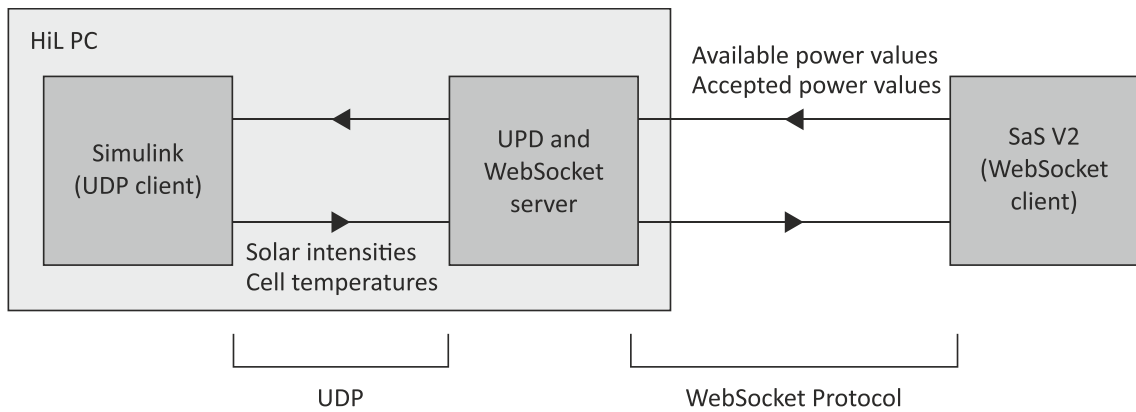 HiL PC
Available power values
Accepted power values
Simulink
(UDP client)
UPD and
WebSocket
server
SaS V2
(WebSocket
client)
Solar intensities
Cell temperatures
UDP
WebSocket Protocol